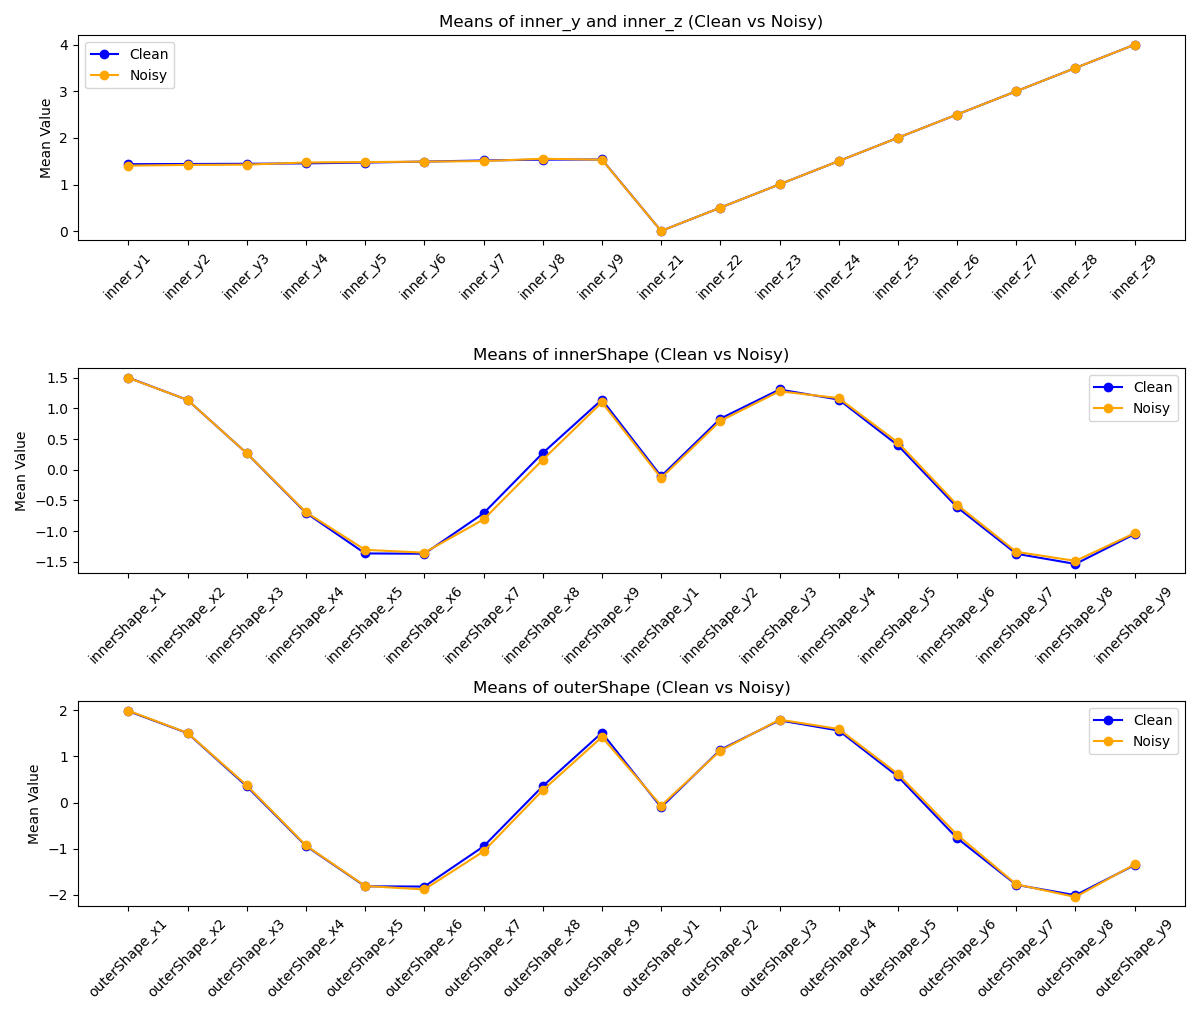 Means of inner_y and inner_z (Clean vs Noisy)
Clean
Noisy
Mean Value
4
3
2
1
0
inner_y1 inner_y2 inner_y3 inner_y4 inner_y5 inner_y6 inner_y7 inner_y8 inner_y9 inner_z1 inner_z2 inner_z3 inner_z4 inner_z5 inner_z6 inner_z7 inner_z8 inner_z9
Means of innerShape (Clean vs Noisy)
Clean
Noisy
Mean Value
1.5
1.0
0.5
0.0
−0.5
−1.0
−1.5
innerShape_x1 innerShape_x2 innerShape_x3 innerShape_x4 innerShape_x5 innerShape_x6 innerShape_x7 innerShape_x8 innerShape_x9 innerShape_y1 innerShape_y2 innerShape_y3 innerShape_y4 innerShape_y5 innerShape_y6 innerShape_y7 innerShape_y8 innerShape_y9
Means of outerShape (Clean vs Noisy)
Clean
Noisy
Mean Value
2
1
0
−1
−2
outerShape_x1 outerShape_x2 outerShape_x3 outerShape_x4 outerShape_x5 outerShape_x6 outerShape_x7 outerShape_x8 outerShape_x9 outerShape_y1 outerShape_y2 outerShape_y3 outerShape_y4 outerShape_y5 outerShape_y6 outerShape_y7 outerShape_y8 outerShape_y9